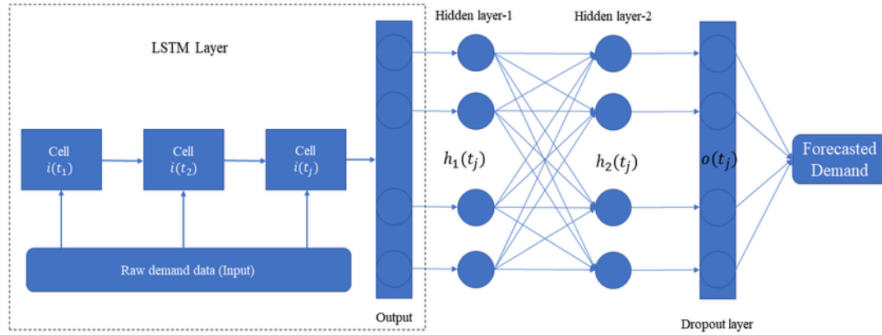 LSTM Layer
Hidden layer-1
Hidden layer-2
Cell
i(t₁)
Cell
i(t₂)
Cell
i(tⱼ)
h₁(tⱼ)
h₂(tⱼ)
o(tⱼ)
Forecasted
Demand
Raw demand data (Input)
Output
Dropout layer